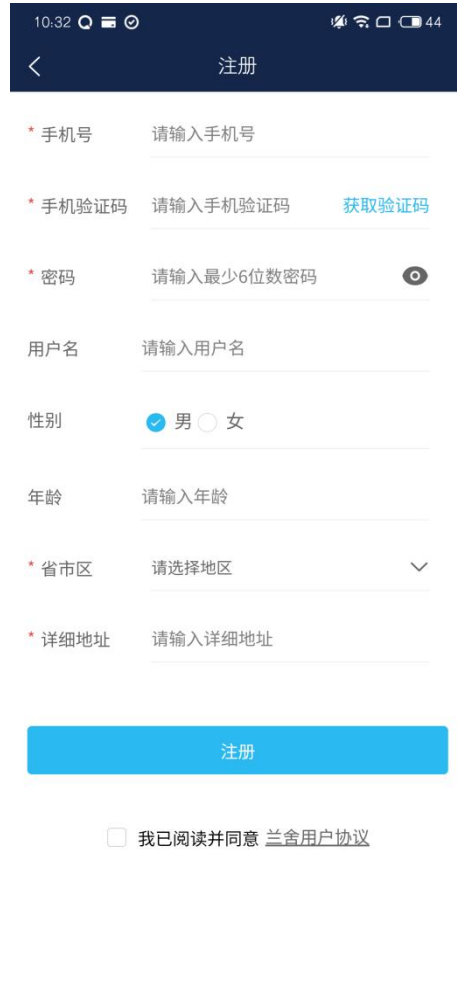 10:32 44
注册
* 手机号 请输入手机号
* 手机验证码 请输入手机验证码 获取验证码
* 密码 请输入最少6位数密码
用户名 请输入用户名
性别 男 女
年龄 请输入年龄
* 省市区 请选择地区
* 详细地址 请输入详细地址
注册
我已阅读并同意 兰舍用户协议